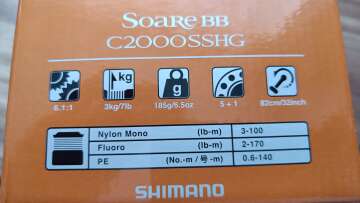 SOARE BB
C2000SSHG
kg
g
6.1:1
3kg/7lb
185g/6.5oz
5 + 1
82cm/32inch
Nylon Mono (lb-m) 3-100
Fluoro (lb-m) 2-170
PE (No.-m / 号-m) 0.6-140
SHIMANO